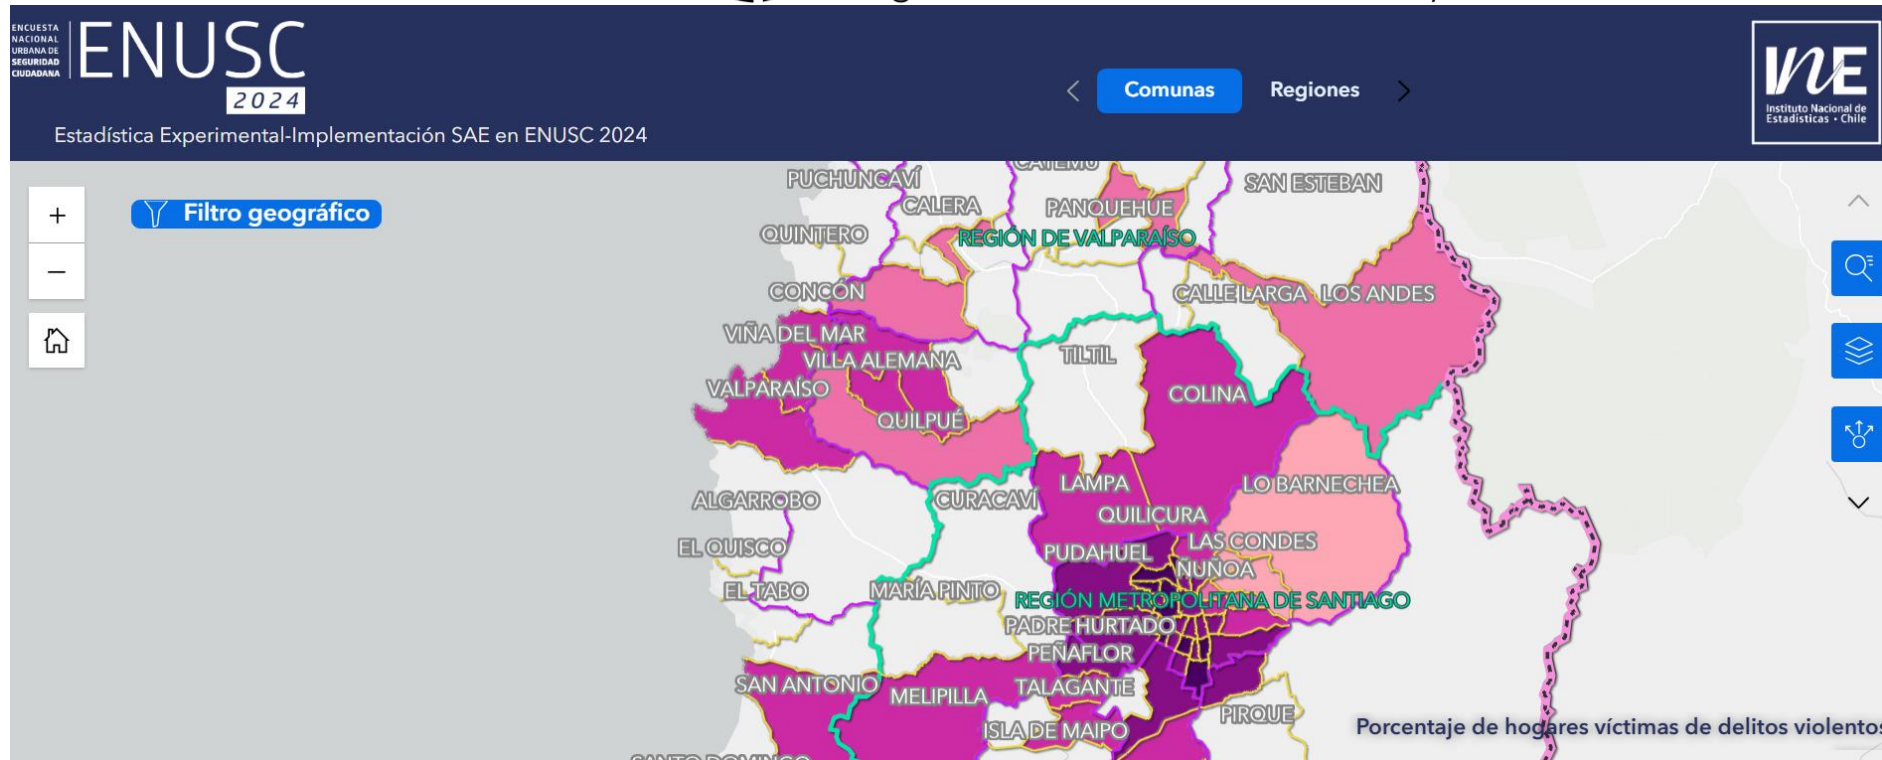 ENCUESTA
NACIONAL
URBANA DE
SEGURIDAD
CIUDADANA
ENUSC
2024
Estadística Experimental-Implementación SAE en ENUSC 2024
Comunas
Regiones
INE
Instituto Nacional de
Estadísticas • Chile
+
Filtro geográfico
−
CATEMU
PUCHUNCAVÍ
SAN ESTEBAN
CALERA
PANQUEHUE
QUINTERO
REGIÓN DE VALPARAÍSO
CONCÓN
CALLE LARGA
LOS ANDES
VIÑA DEL MAR
VILLA ALEMANA
TILTIL
VALPARAÍSO
COLINA
QUILPUÉ
LAMPA
LO BARNECHEA
ALGARROBO
CURACAVÍ
QUILICURA
EL QUISCO
PUDAHUEL
LAS CONDES
ÑUÑOA
EL TABO
MARÍA PINTO
REGIÓN METROPOLITANA DE SANTIAGO
PADRE HURTADO
PEÑAFLOR
SAN ANTONIO
MELIPILLA
TALAGANTE
PIRQUE
ISLA DE MAIPO
Porcentaje de hogares víctimas de delitos violentos
SANTO DOMINGO